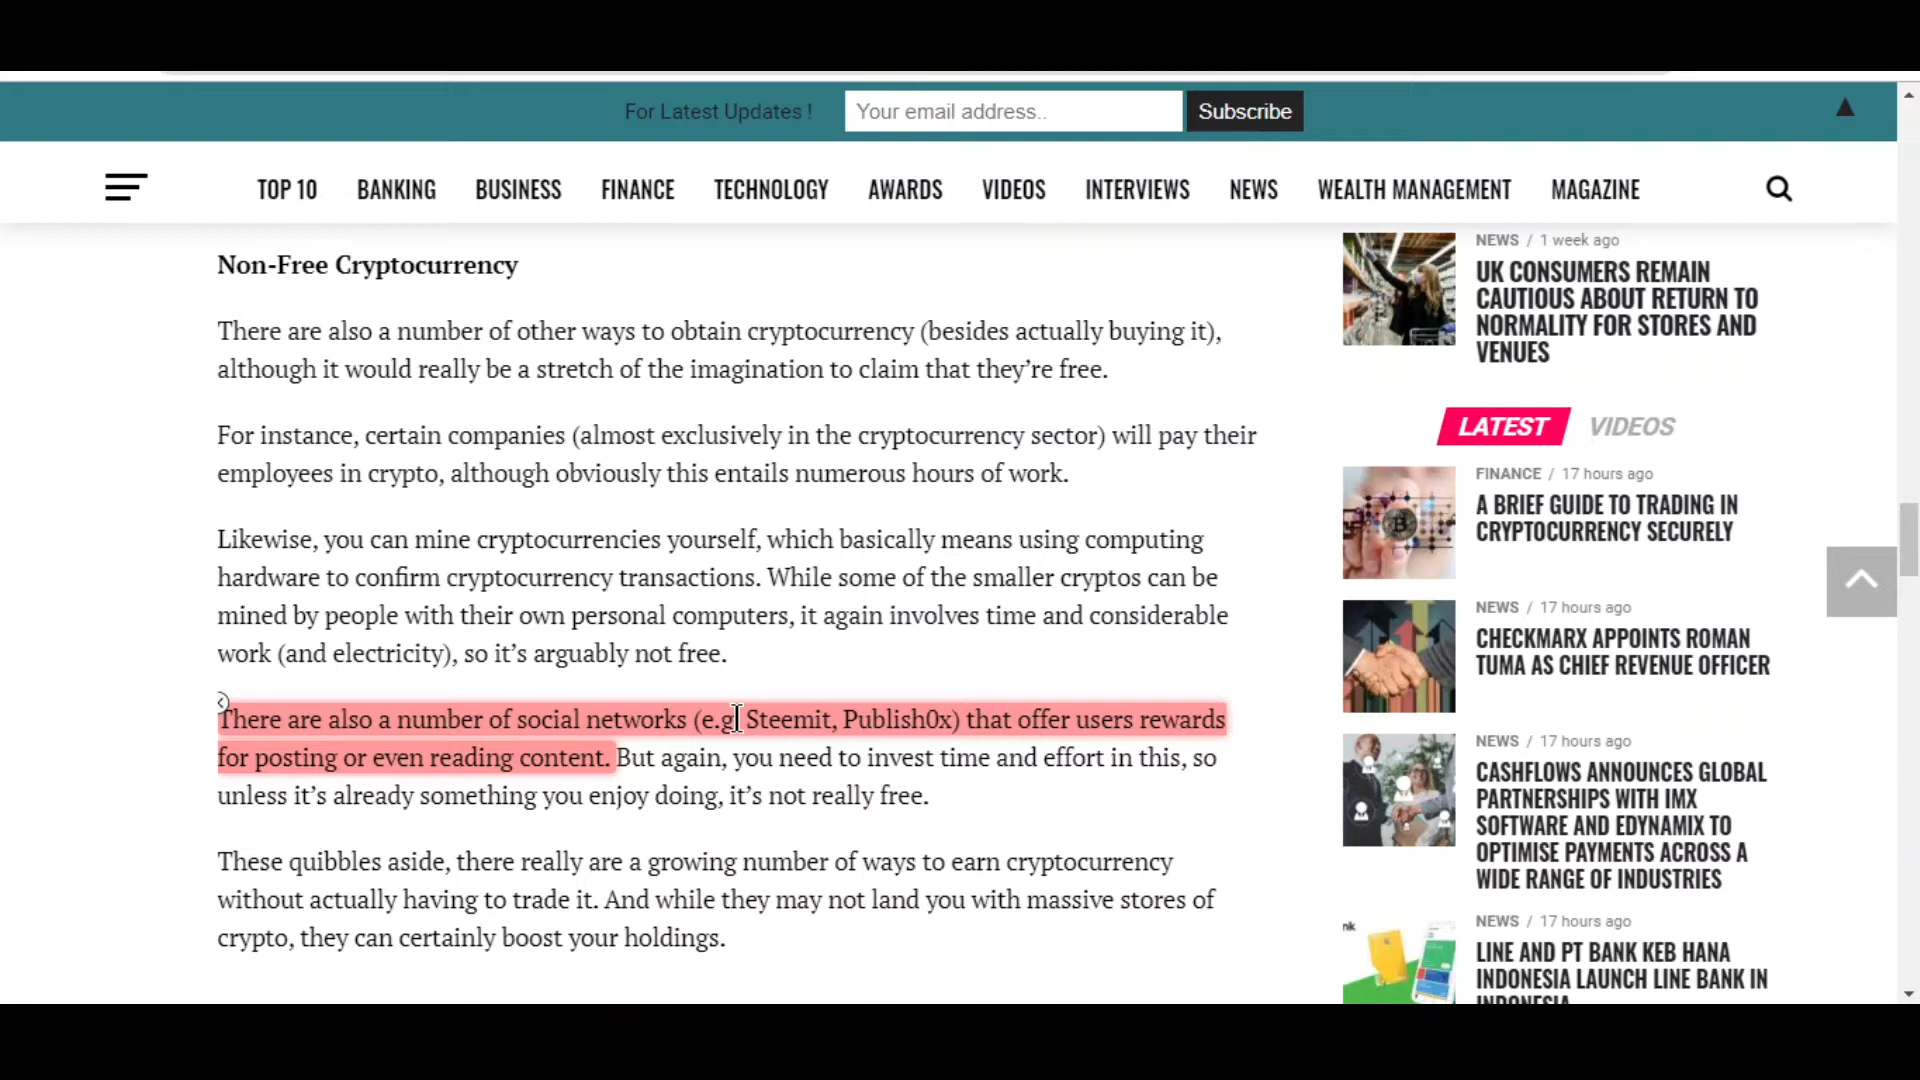 For Latest Updates !
Your email address..
Subscribe
TOP 10
BANKING
BUSINESS
FINANCE
TECHNOLOGY
AWARDS
VIDEOS
INTERVIEWS
NEWS
WEALTH MANAGEMENT
MAGAZINE
Non-Free Cryptocurrency
There are also a number of other ways to obtain cryptocurrency (besides actually buying it),
although it would really be a stretch of the imagination to claim that they’re free.
For instance, certain companies (almost exclusively in the cryptocurrency sector) will pay their
employees in crypto, although obviously this entails numerous hours of work.
Likewise, you can mine cryptocurrencies yourself, which basically means using computing
hardware to confirm cryptocurrency transactions. While some of the smaller cryptos can be
mined by people with their own personal computers, it again involves time and considerable
work (and electricity), so it’s arguably not free.
There are also a number of social networks (e.g. Steemit, Publish0x) that offer users rewards
for posting or even reading content. But again, you need to invest time and effort in this, so
unless it’s already something you enjoy doing, it’s not really free.
These quibbles aside, there really are a growing number of ways to earn cryptocurrency
without actually having to trade it. And while they may not land you with massive stores of
crypto, they can certainly boost your holdings.
NEWS / 1 week ago
UK CONSUMERS REMAIN
CAUTIOUS ABOUT RETURN TO
NORMALITY FOR STORES AND
VENUES
LATEST
VIDEOS
FINANCE / 17 hours ago
A BRIEF GUIDE TO TRADING IN
CRYPTOCURRENCY SECURELY
NEWS / 17 hours ago
CHECKMARX APPOINTS ROMAN
TUMA AS CHIEF REVENUE OFFICER
NEWS / 17 hours ago
CASHFLOWS ANNOUNCES GLOBAL
PARTNERSHIPS WITH IMX
SOFTWARE AND EDYNAMIX TO
OPTIMISE PAYMENTS ACROSS A
WIDE RANGE OF INDUSTRIES
NEWS / 17 hours ago
nk
LINE AND PT BANK KEB HANA
INDONESIA LAUNCH LINE BANK IN
INDONESIA